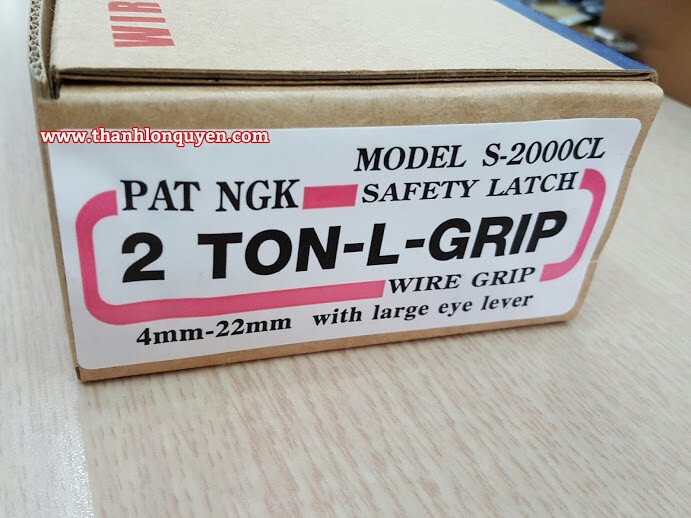 WIR
www.thanhlonquyen.com
MODEL S-2000CL
PAT NGK SAFETY LATCH
2 TON-L-GRIP
WIRE GRIP
4mm-22mm with large eye lever